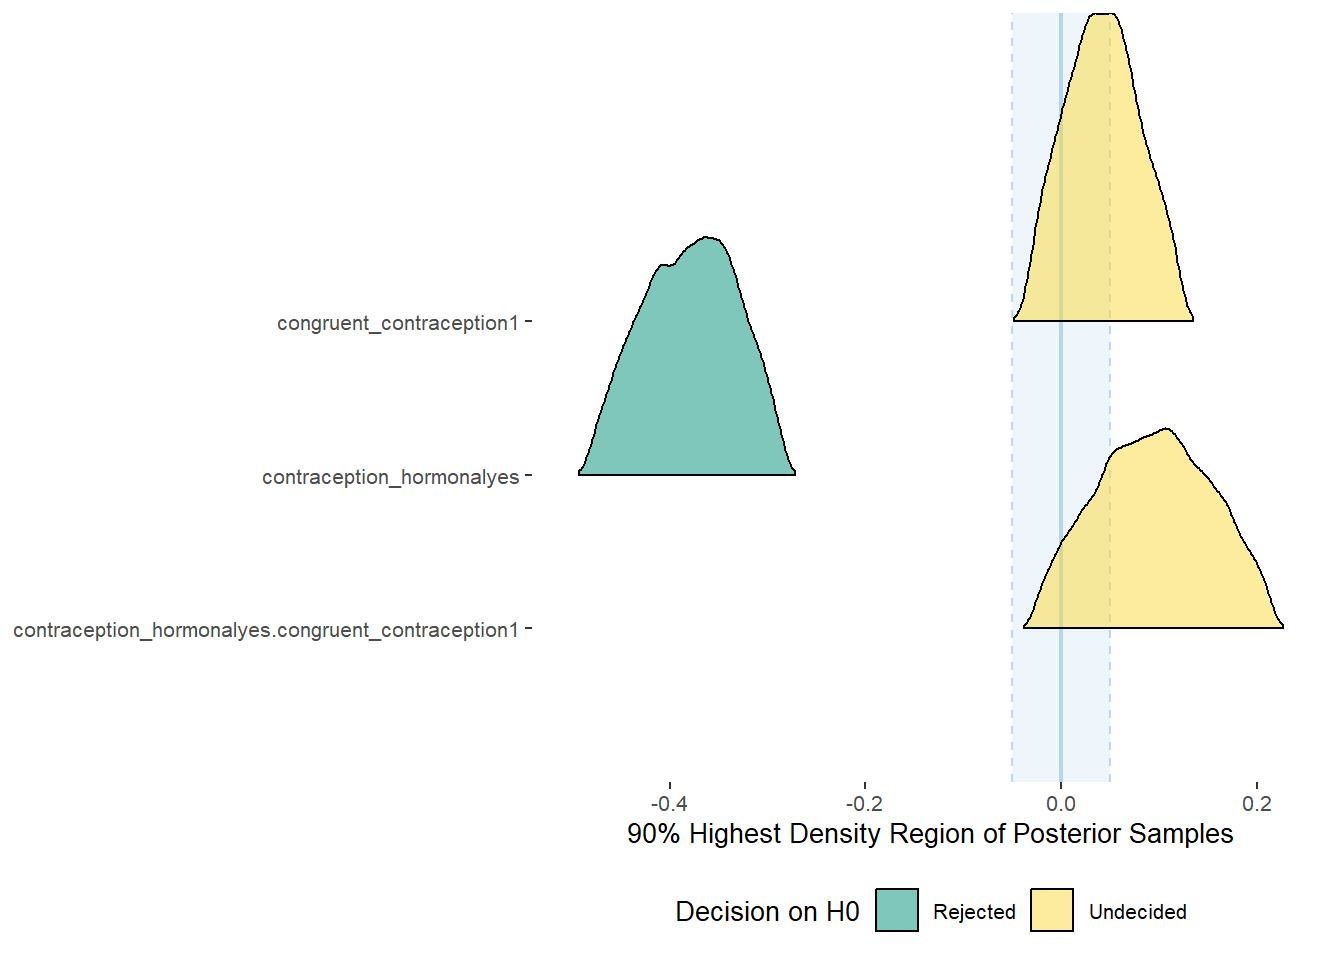 congruent_contraception1
contraception_hormonalyes
contraception_hormonalyes.congruent_contraception1
-0.4 -0.2 0.0 0.2
90% Highest Density Region of Posterior Samples
Decision on H0 Rejected Undecided